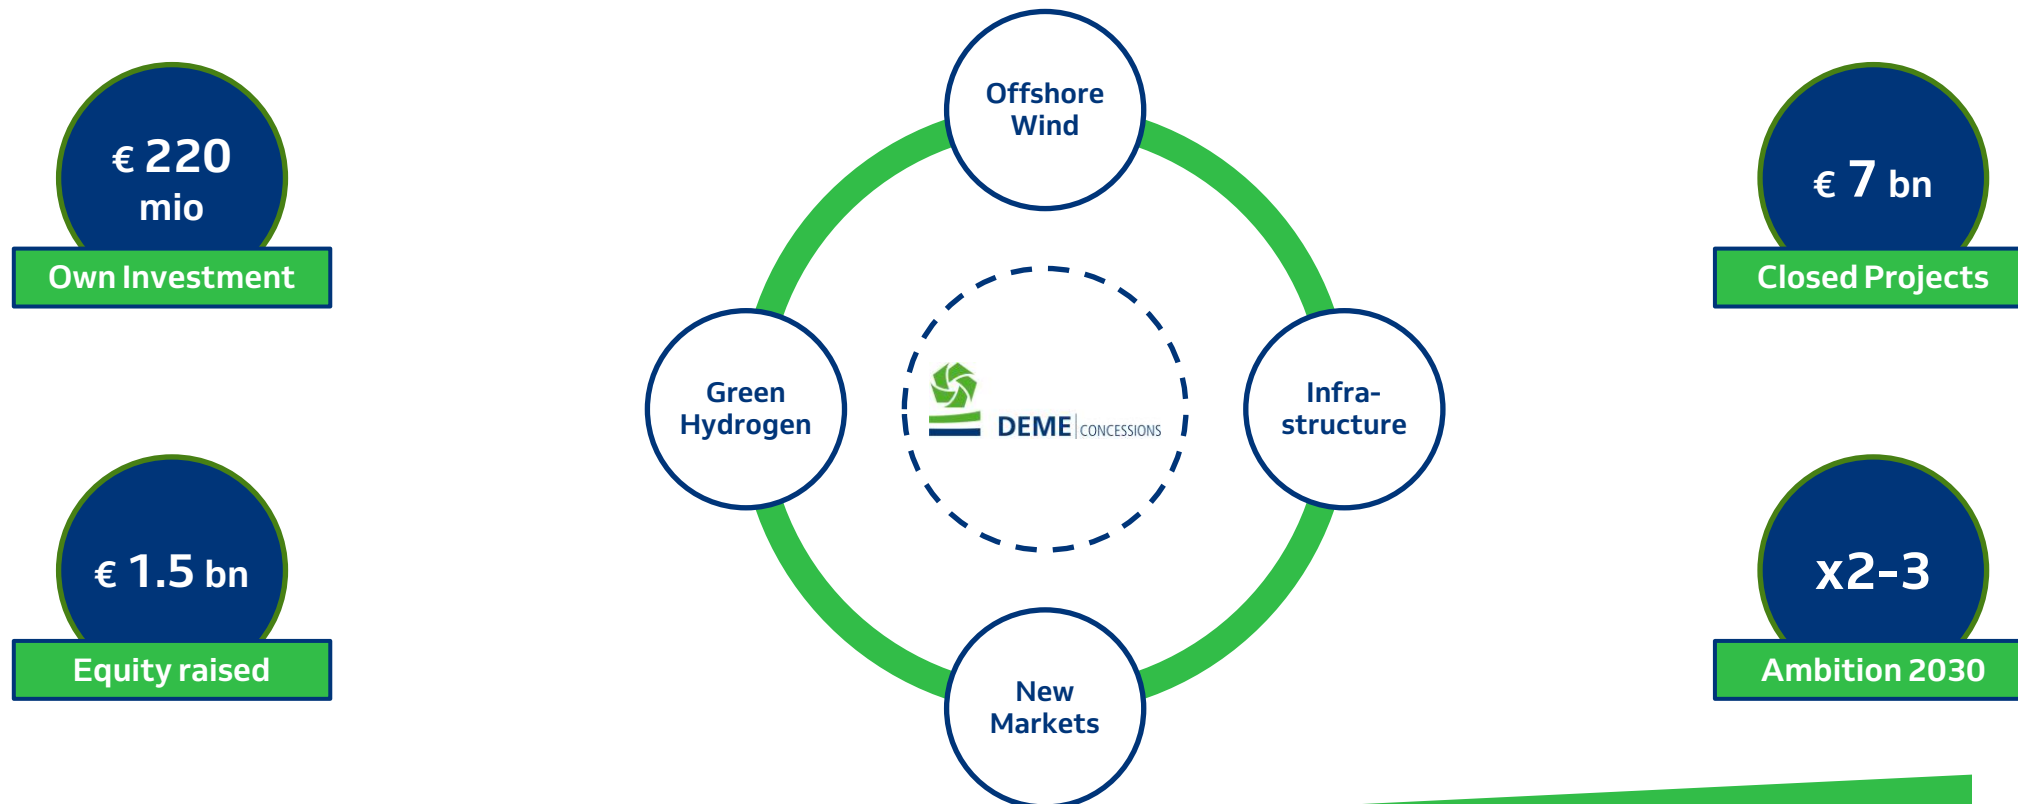 € 220
mio
Own Investment
€ 1.5 bn
Equity raised
Offshore
Wind
Green
Hydrogen
DEME CONCESSIONS
Infra-
structure
New
Markets
€ 7 bn
Closed Projects
x2-3
Ambition 2030